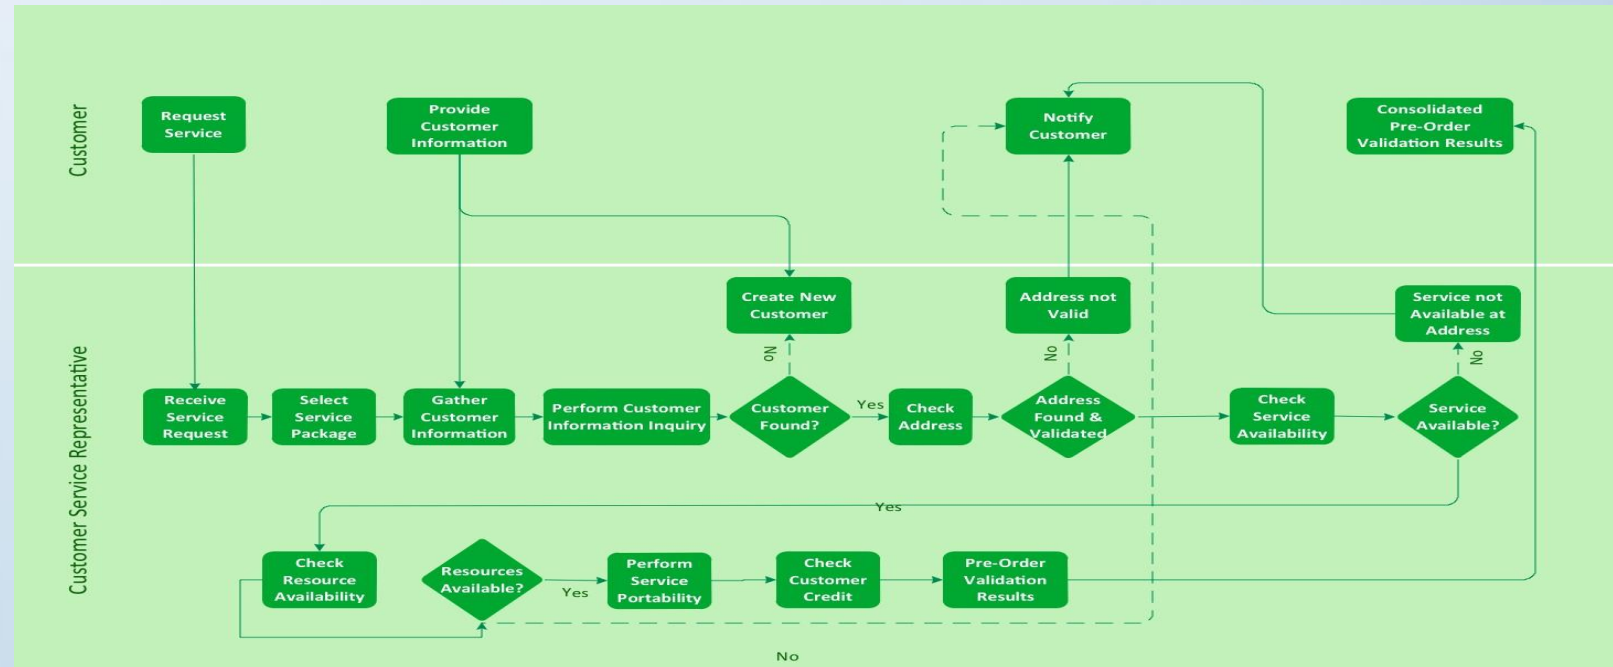 Customer
Request
Service
Provide
Customer
Information
Notify
Customer
Consolidated
Pre-Order
Validation Results
Customer Service Representative
Create New
Customer
Address not
Valid
Service not
Available at
Address
No
No
No
Receive
Service
Request
Select
Service
Package
Gather
Customer
Information
Perform Customer
Information Inquiry
Customer
Found?
Yes
Check
Address
Address
Found &
Validated
Check
Service
Availability
Service
Available?
Yes
Check
Resource
Availability
Resources
Available?
Yes
Perform
Service
Portability
Check
Customer
Credit
Pre-Order
Validation
Results
No